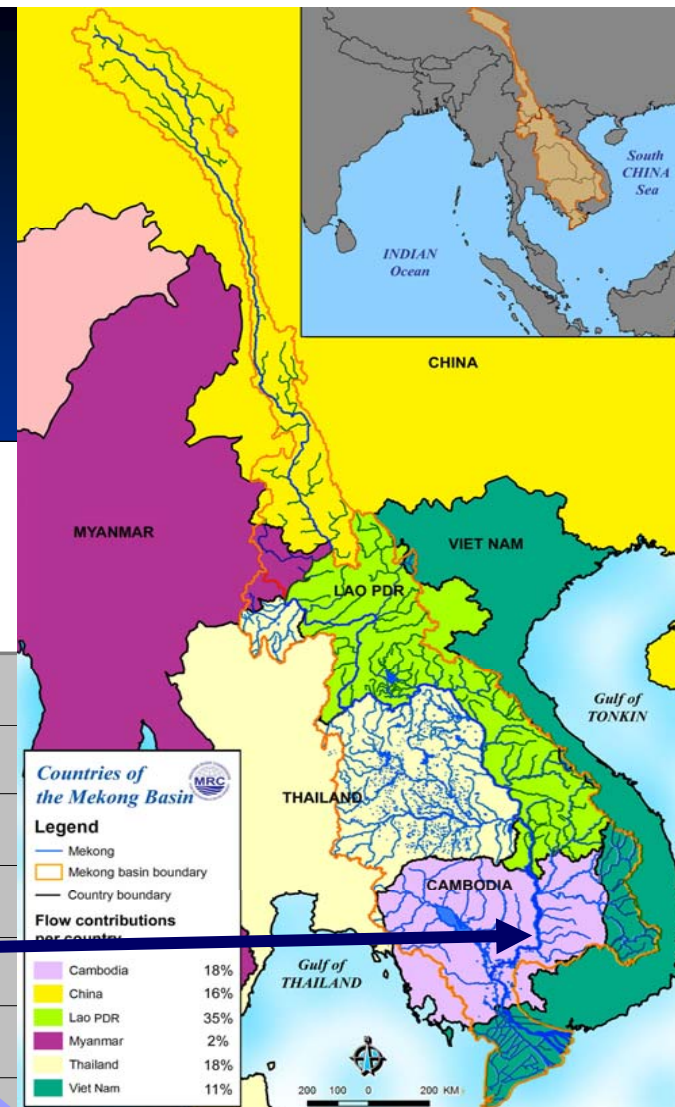 South
CHINA
Sea
INDIAN
Ocean
CHINA
MYANMAR
VIET NAM
LAO PDR
Gulf of
TONKIN
THAILAND
CAMBODIA
Gulf of
THAILAND
Countries of
the Mekong Basin
MRC
Legend
Mekong
Mekong basin boundary
Country boundary
Flow contributions
per country
Cambodia 18%
China 16%
Lao PDR 35%
Myanmar 2%
Thailand 18%
Viet Nam 11%
200 100 0 200 KM